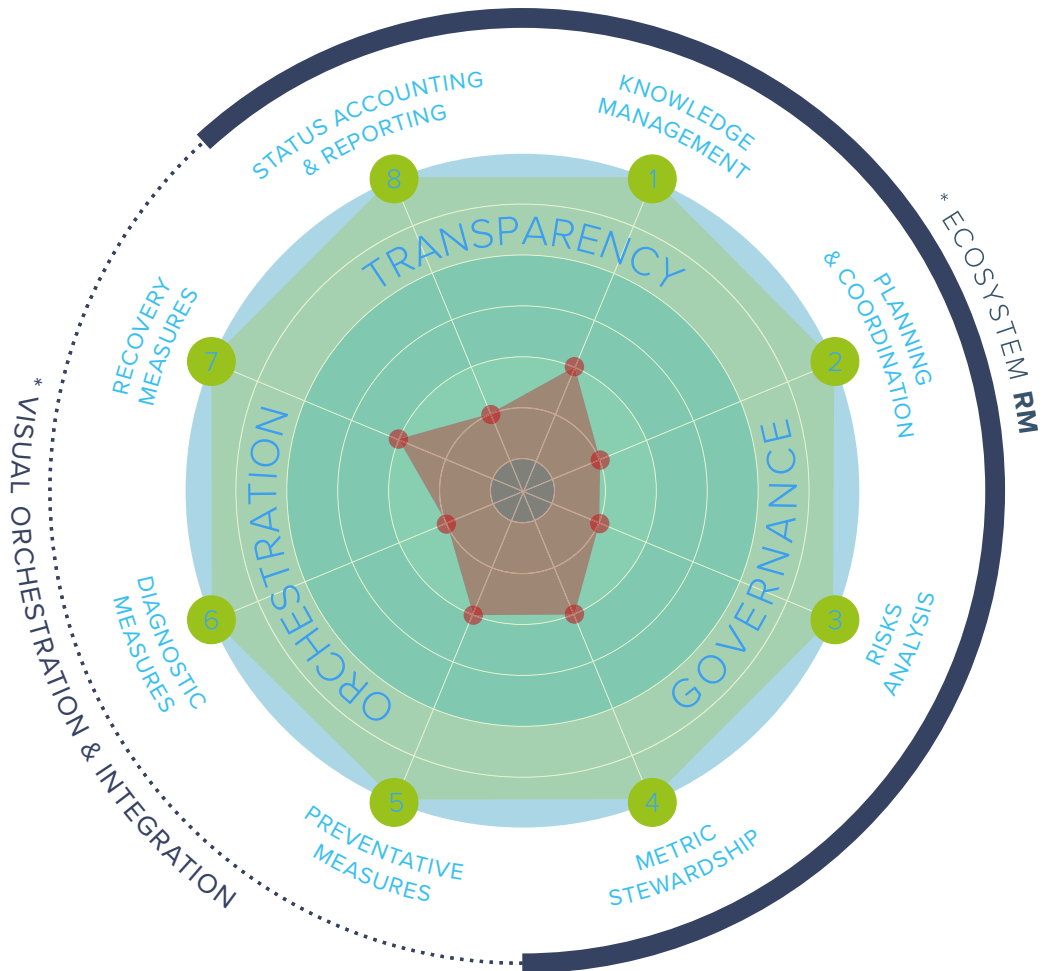 STATUS ACCOUNTING
& REPORTING
KNOWLEDGE
MANAGEMENT
8
1
TRANSPARENCY
* ECOSYSTEM RM
PLANNING
& COORDINATION
RECOVERY
MEASURES
7
2
ORCHESTRATION
GOVERNANCE
* VISUAL ORCHESTRATION & INTEGRATION
DIAGNOSTIC
MEASURES
6
3
RISKS
ANALYSIS
5
4
PREVENTATIVE
MEASURES
METRIC
STEWARDSHIP